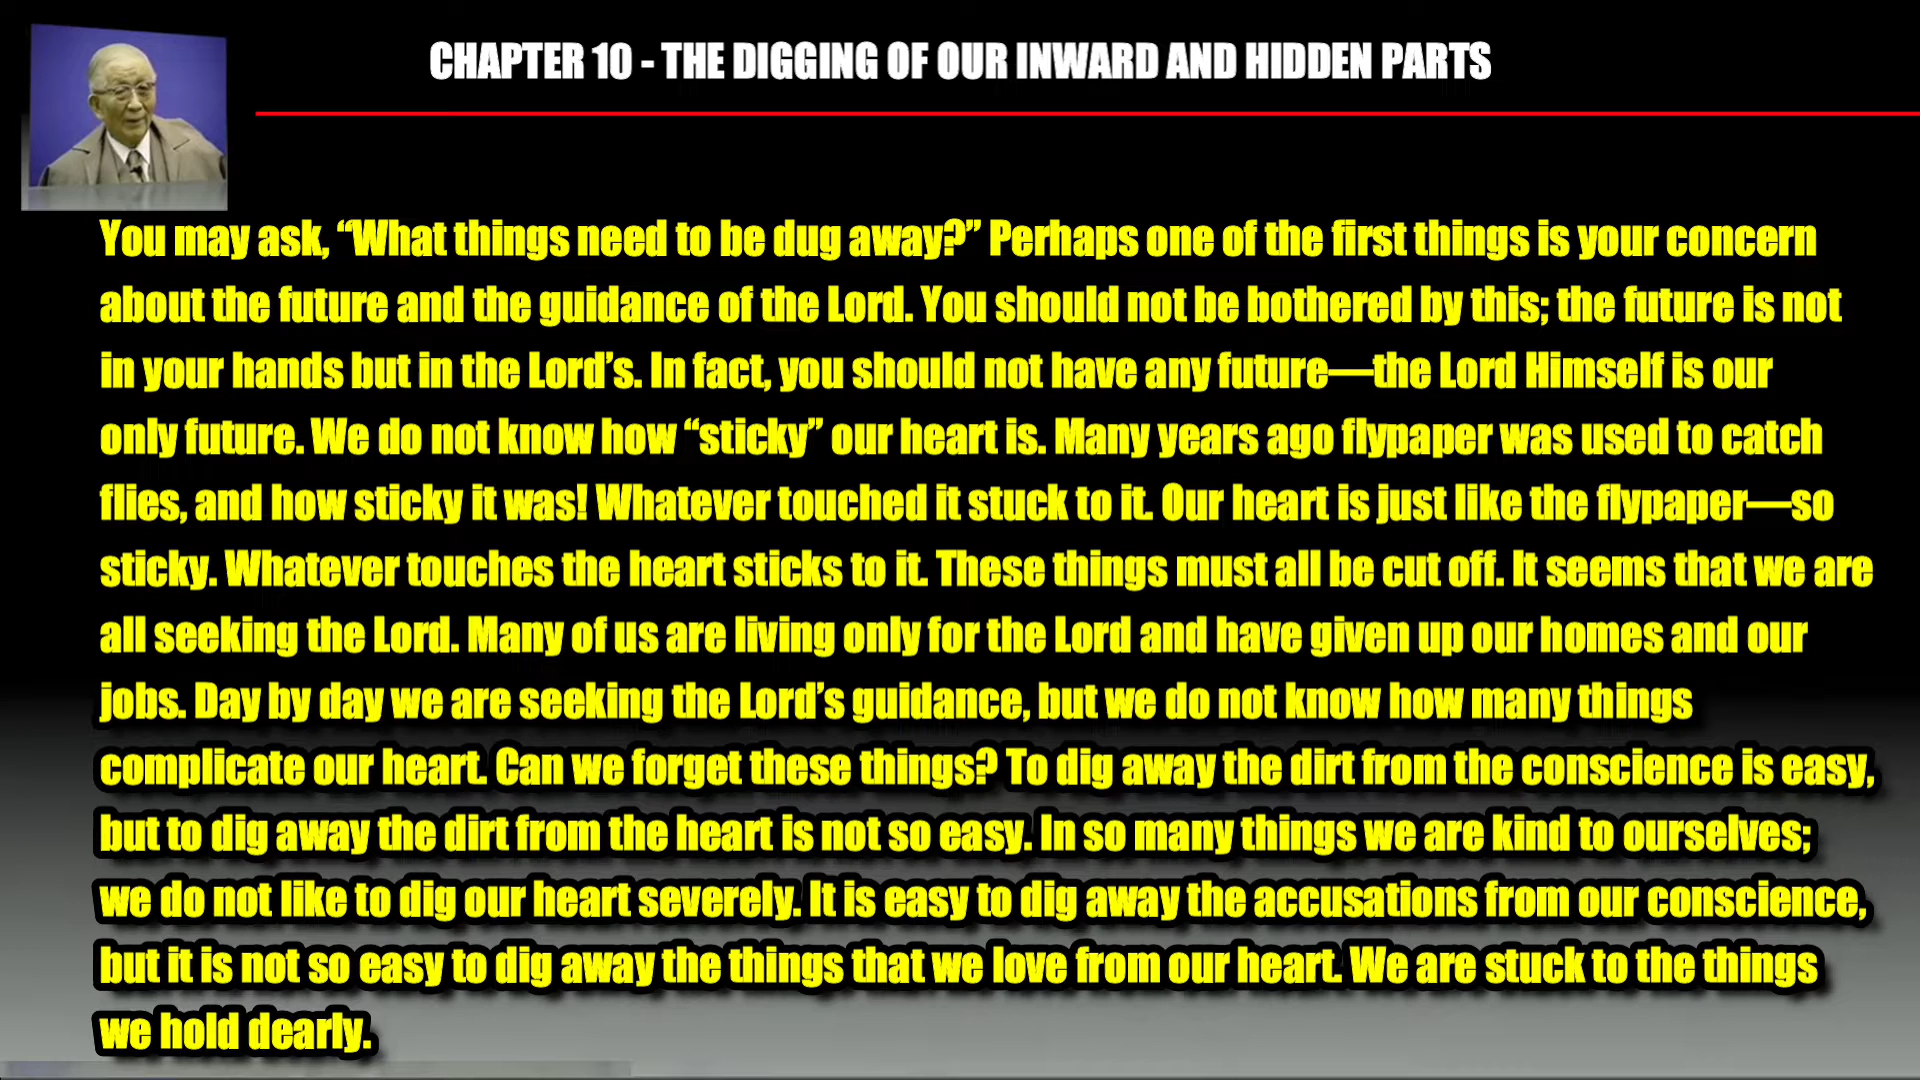 CHAPTER 10 - THE DIGGING OF OUR INWARD AND HIDDEN PARTS
You may ask, “What things need to be dug away?” Perhaps one of the first things is your concern
about the future and the guidance of the Lord. You should not be bothered by this; the future is not
in your hands but in the Lord’s. In fact, you should not have any future—the Lord Himself is our
only future. We do not know how “sticky” our heart is. Many years ago flypaper was used to catch
flies, and how sticky it was! Whatever touched it stuck to it. Our heart is just like the flypaper—so
sticky. Whatever touches the heart sticks to it. These things must all be cut off. It seems that we are
all seeking the Lord. Many of us are living only for the Lord and have given up our homes and our
jobs. Day by day we are seeking the Lord’s guidance, but we do not know how many things
complicate our heart. Can we forget these things? To dig away the dirt from the conscience is easy,
but to dig away the dirt from the heart is not so easy. In so many things we are kind to ourselves;
we do not like to dig our heart severely. It is easy to dig away the accusations from our conscience,
but it is not so easy to dig away the things that we love from our heart. We are stuck to the things
we hold dearly.